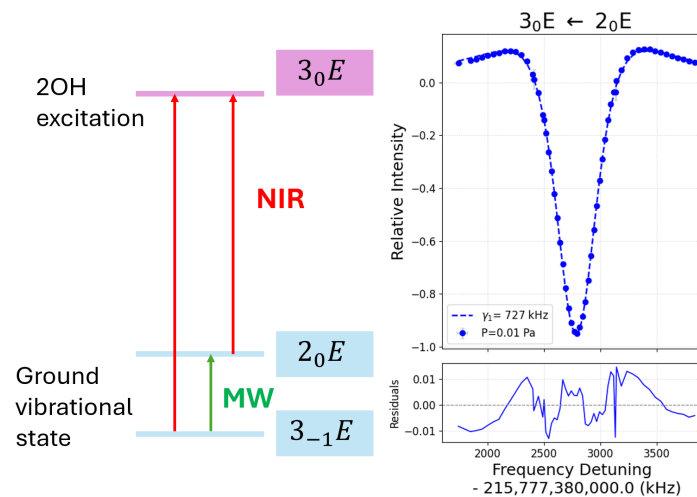 3₀E
2OH
excitation
NIR
2₀E
Ground
vibrational
state
MW
3₋₁E
3₀E ← 2₀E
Relative Intensity
0.0
−0.2
−0.4
−0.6
−0.8
−1.0
γ₁= 727 kHz
P=0.01 Pa
Residuals
0.01
0.00
−0.01
2000 2500 3000 3500
Frequency Detuning
- 215,777,380,000.0 (kHz)